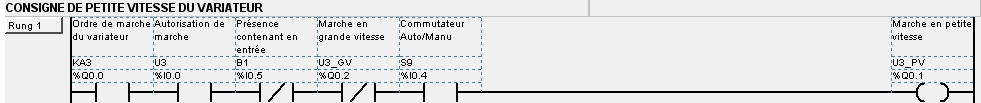 CONSIGNE DE PETITE VITESSE DU VARIATEUR
Rung 1
Ordre de marche du variateur
Autorisation de marche
Présence contenant en entrée
Marche en grande vitesse
Commutateur Auto/Manu
Marche en petite vitesse
KA3 U3 B1 U3_GV S9 U3_PV
%Q0.0 %I0.0 %I0.5 %Q0.2 %I0.4 %Q0.1